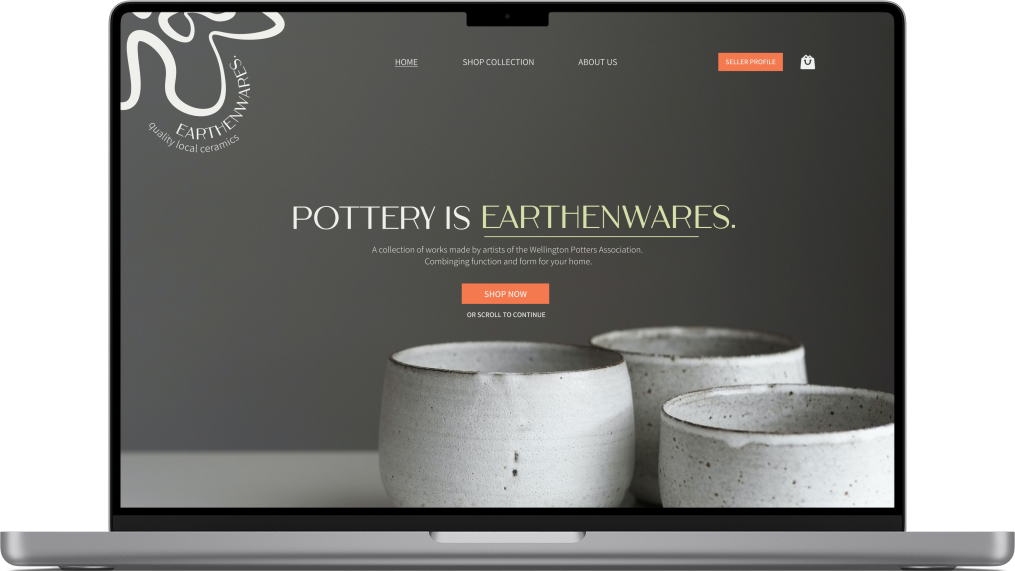 EARTHENWARES.
quality local ceramics
HOME
SHOP COLLECTION
ABOUT US
SELLER PROFILE
POTTERY IS EARTHENWARES.
A collection of works made by artists of the Wellington Potters Association.
Combinging function and form for your home.
SHOP NOW
OR SCROLL TO CONTINUE